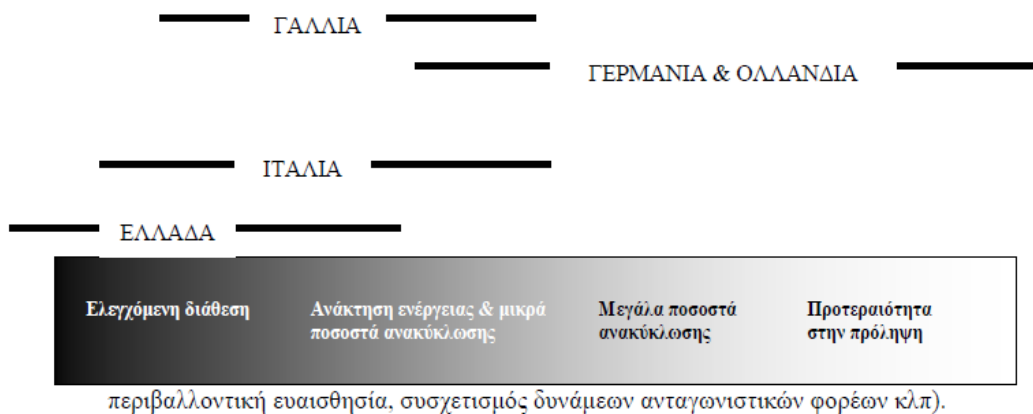 ΓΑΛΛΙΑ
ΓΕΡΜΑΝΙΑ & ΟΛΛΑΝΔΙΑ
ΙΤΑΛΙΑ
ΕΛΛΑΔΑ
Ελεγχόμενη διάθεση
Ανάκτηση ενέργειας & μικρά
ποσοστά ανακύκλωσης
Μεγάλα ποσοστά
ανακύκλωσης
Προτεραιότητα
στην πρόληψη
περιβαλλοντική ευαισθησία, συσχετισμός δυνάμεων ανταγωνιστικών φορέων κλπ).